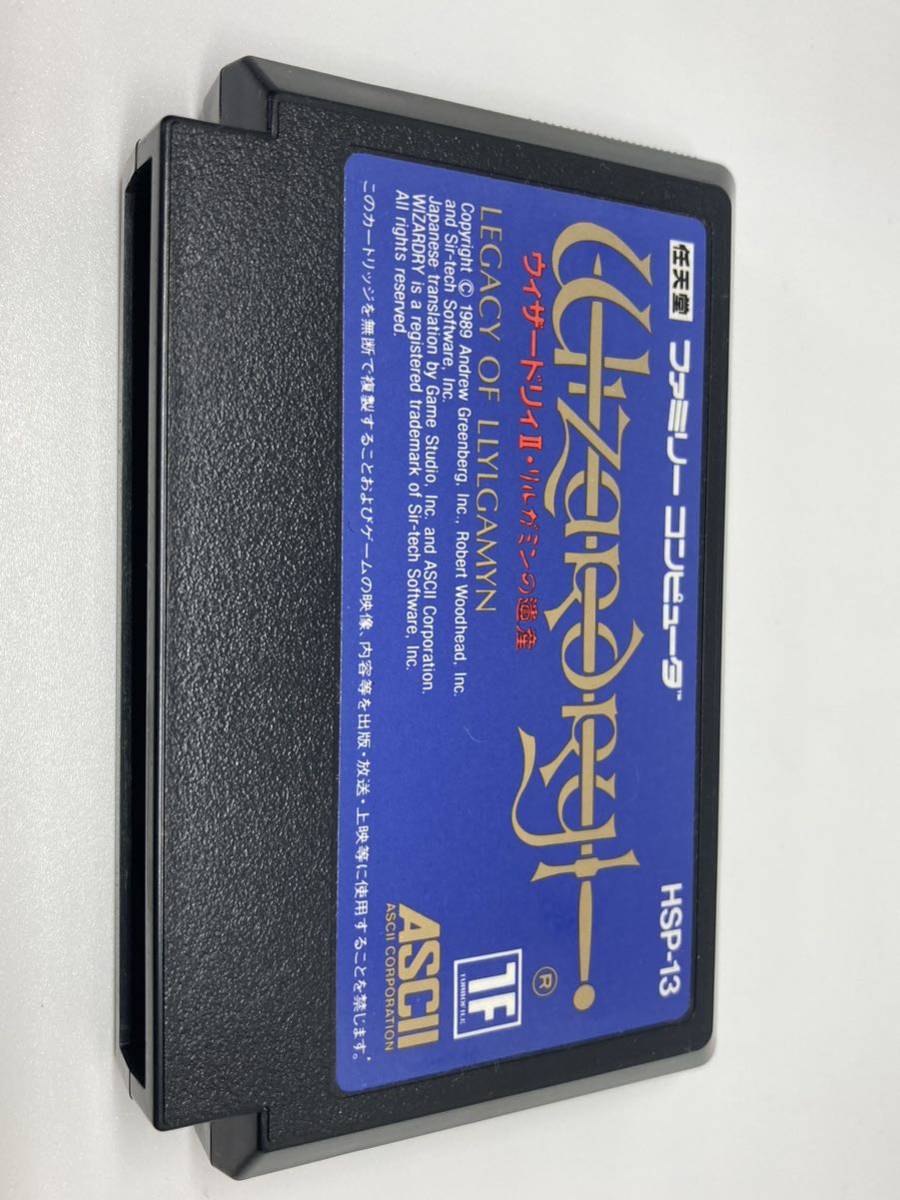 任天堂 ファミリー コンピュータ™ HSP-13
Wizardry ®
ウィザードリィⅡ・リルガミンの遺産
LEGACY OF LLYLGAMYN
Copyright © 1989 Andrew Greenberg, Inc., Robert Woodhead, Inc.
and Sir-tech Software, Inc.
Japanese translation by Game Studio, Inc. and ASCII Corporation.
WIZARDRY is a registered trademark of Sir-tech Software, Inc.
All rights reserved.
TF
TURBOFILE
ASCII
ASCII CORPORATION
このカートリッジを無断で複製することおよびゲームの映像、内容等を出版・放送・上映等に使用することを禁じます。